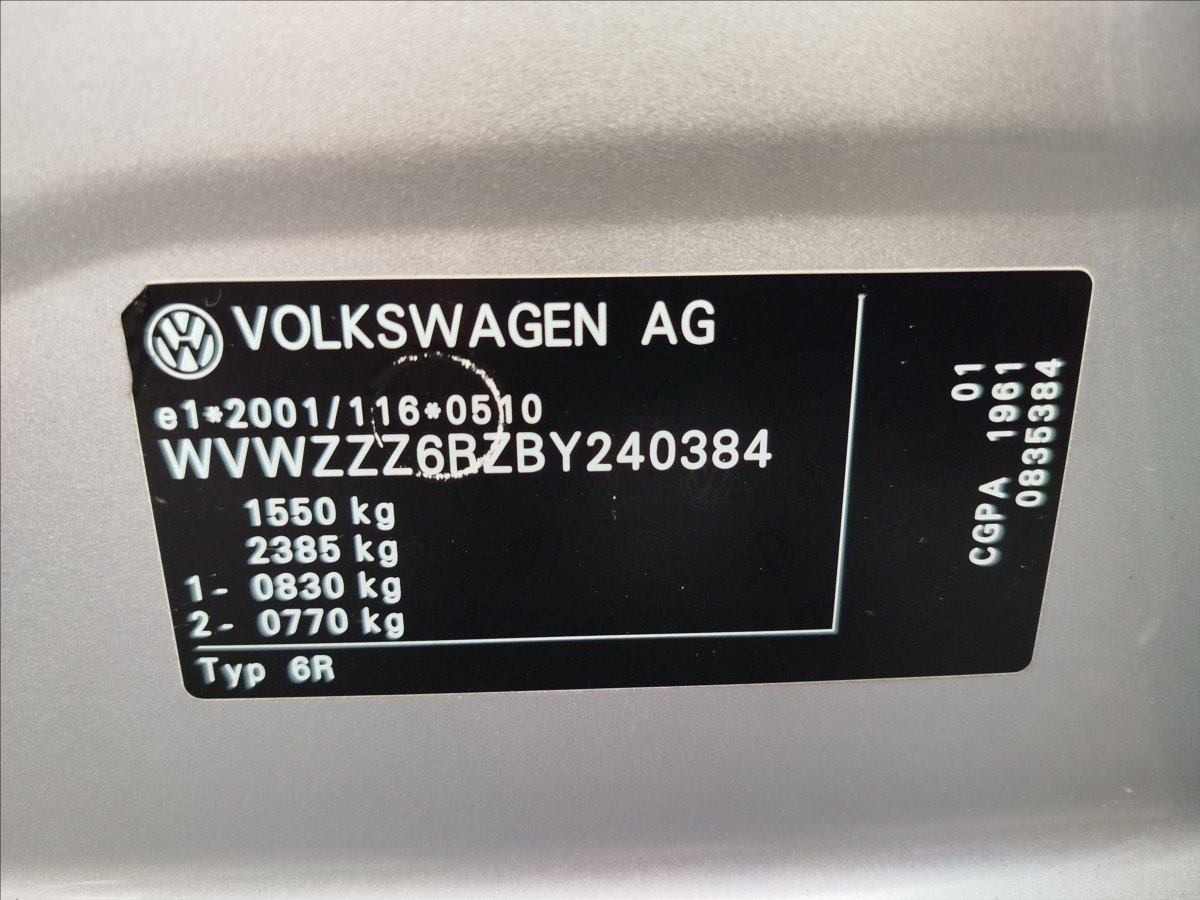 VOLKSWAGEN AG
e1*2001/116*0510
WVWZZZ6RZBY240384
1550 kg
2385 kg
1- 0830 kg
2- 0770 kg
Typ 6R
01
CGPA 1961
0835384